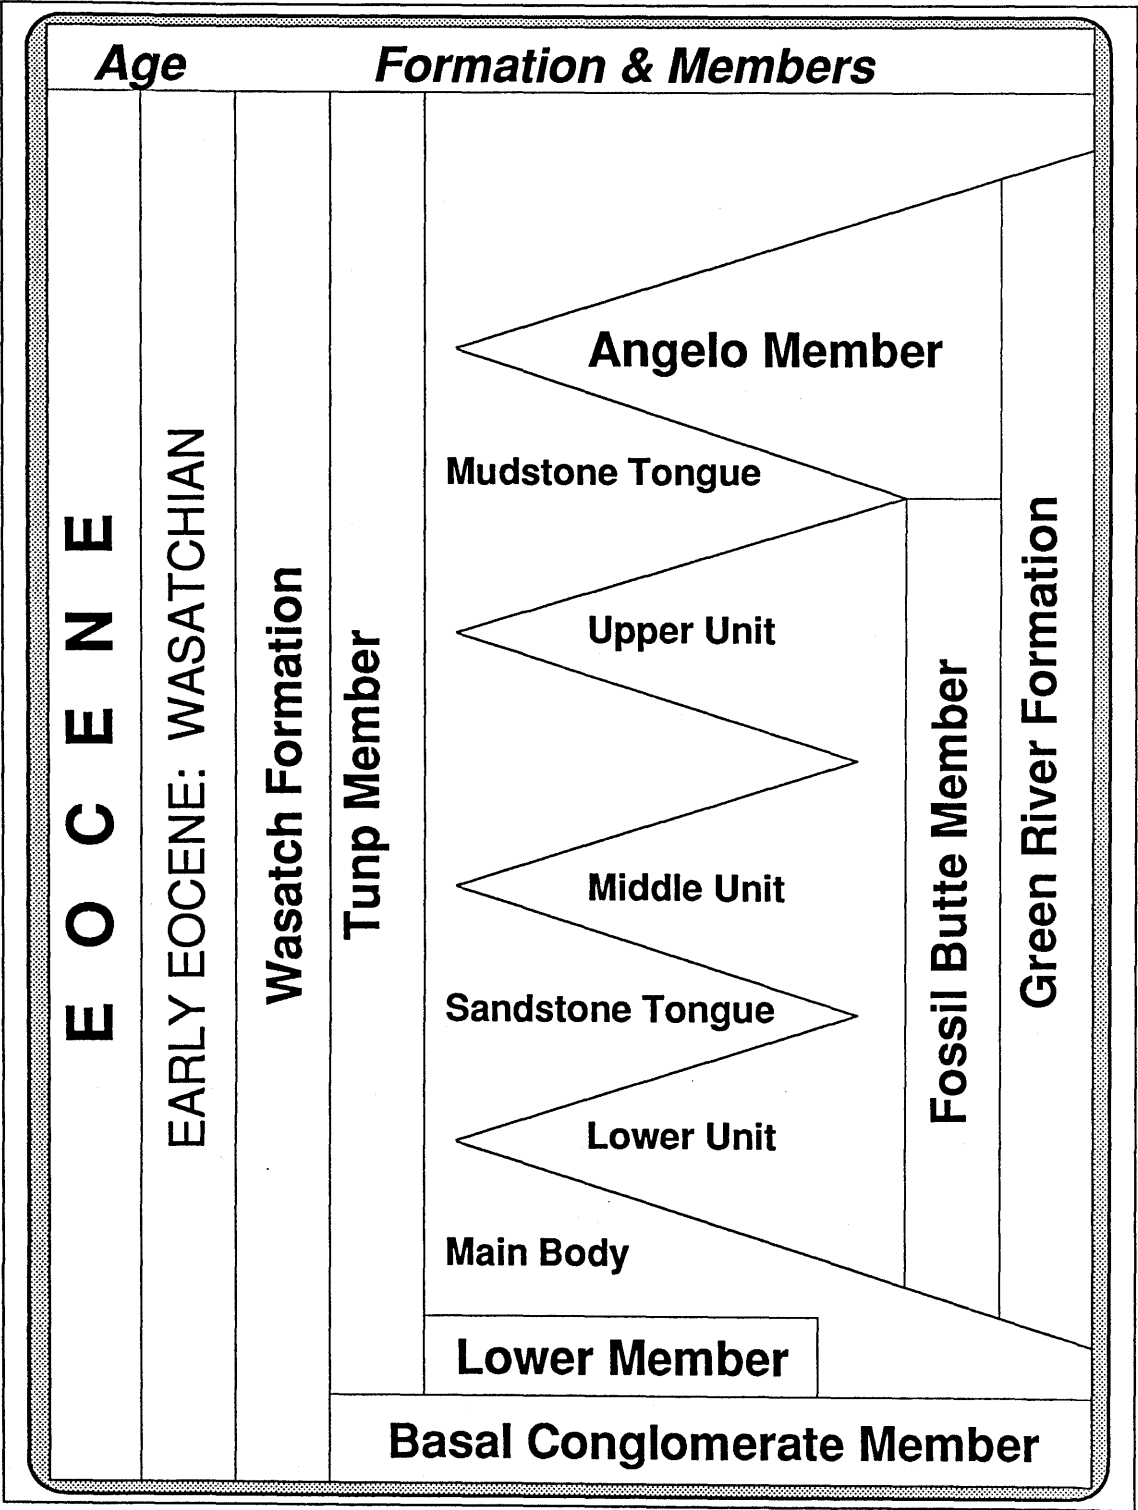 Age
Formation & Members
EOCENE
EARLY EOCENE: WASATCHIAN
Wasatch Formation
Tunp Member
Angelo Member
Mudstone Tongue
Upper Unit
Middle Unit
Sandstone Tongue
Lower Unit
Main Body
Lower Member
Basal Conglomerate Member
Fossil Butte Member
Green River Formation